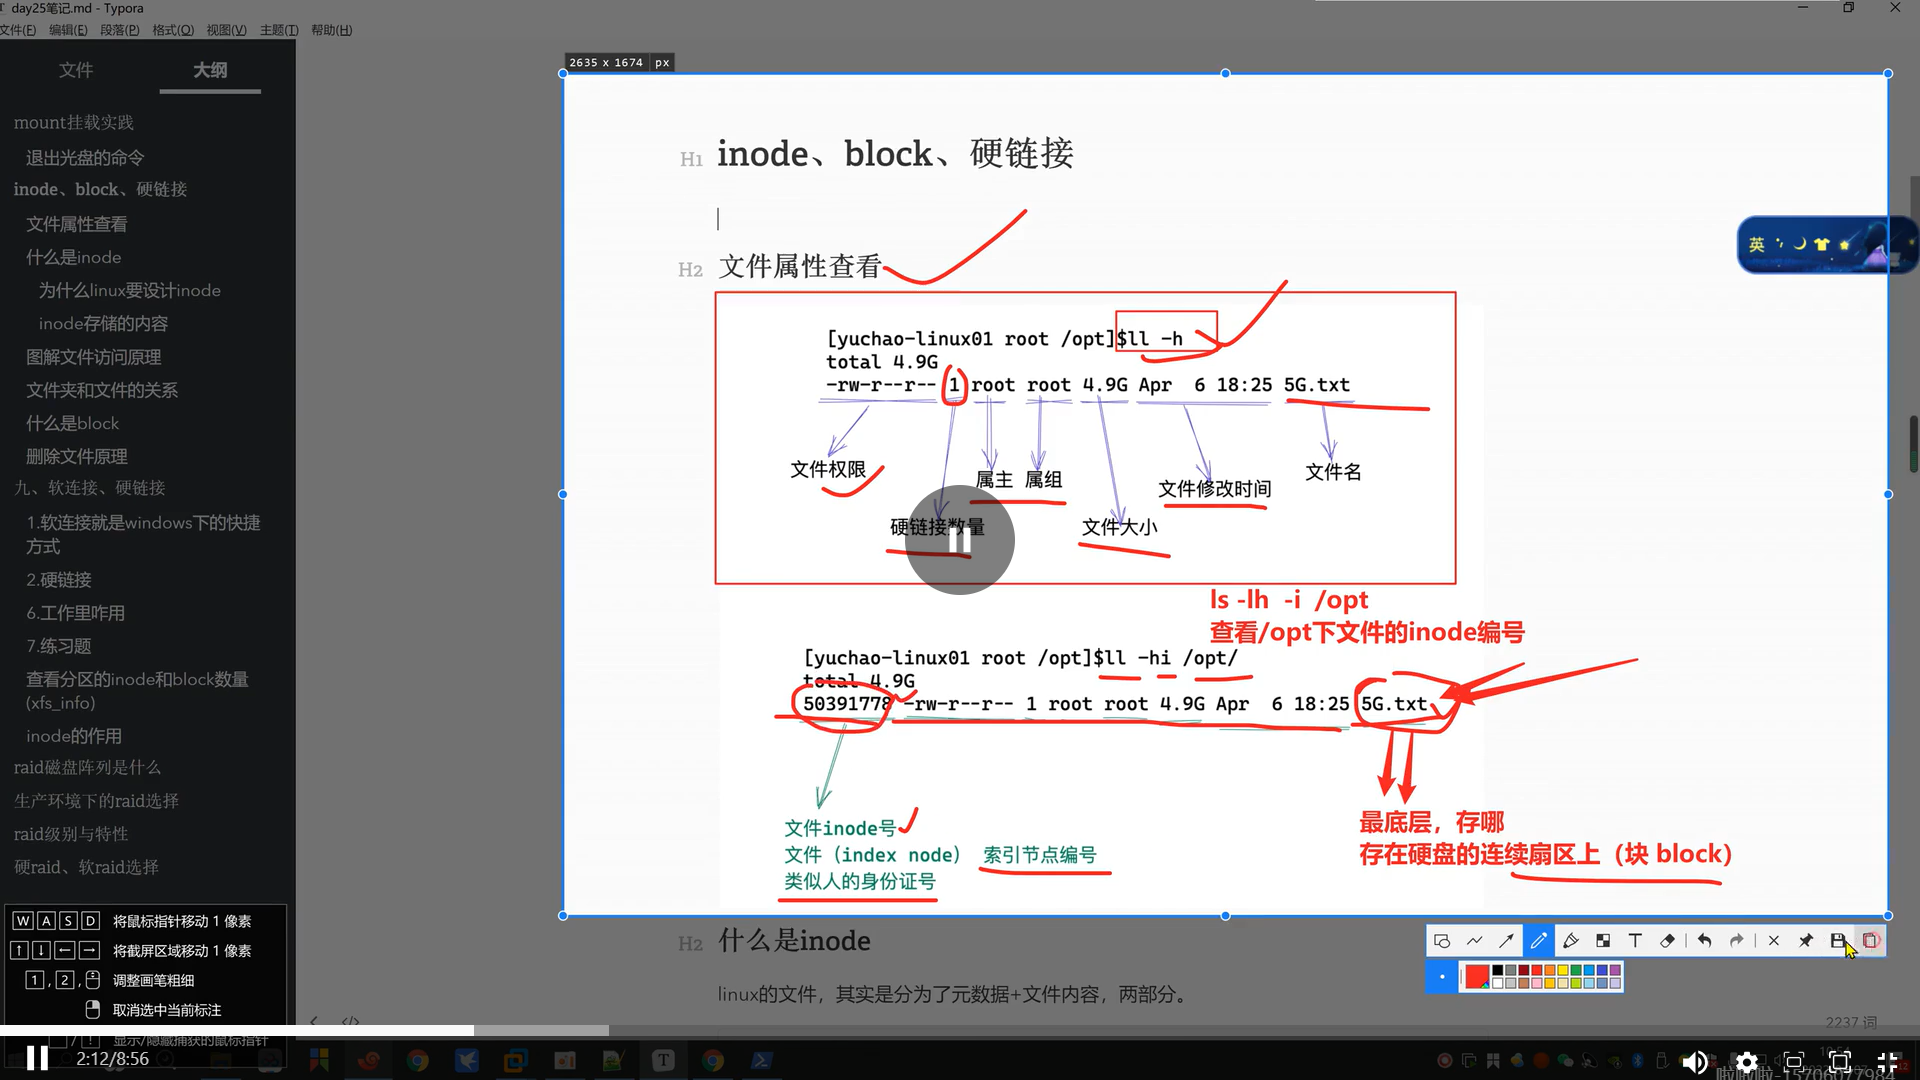 day25笔记.md - Typora
文件(F) 编辑(E) 段落(P) 格式(O) 视图(V) 主题(T) 帮助(H)
文件 大纲
mount挂载实践
退出光盘的命令
inode、block、硬链接
文件属性查看
什么是inode
为什么linux要设计inode
inode存储的内容
图解文件访问原理
文件夹和文件的关系
什么是block
删除文件原理
九、软连接、硬链接
1.软连接就是windows下的快捷
方式
2.硬链接
6.工作里咋用
7.练习题
查看分区的inode和block数量
(xfs_info)
inode的作用
raid磁盘阵列是什么
生产环境下的raid选择
raid级别与特性
硬raid、软raid选择
W A S D 将鼠标指针移动 1 像素
↑ ↓ ← → 将截屏区域移动 1 像素
1 , 2 , 调整画笔粗细
取消选中当前标注
显示/隐藏捕获的鼠标指针
2635 x 1674 px
H1 inode、block、硬链接
H2 文件属性查看
[yuchao-linux01 root /opt]$ll -h
total 4.9G
-rw-r--r-- 1 root root 4.9G Apr 6 18:25 5G.txt
文件权限
属主 属组
文件修改时间
文件名
硬链接数量
文件大小
ls -lh -i /opt
查看/opt下文件的inode编号
[yuchao-linux01 root /opt]$ll -hi /opt/
total 4.9G
50391778 -rw-r--r-- 1 root root 4.9G Apr 6 18:25 5G.txt
文件inode号
文件（index node） 索引节点编号
类似人的身份证号
最底层，存哪
存在硬盘的连续扇区上（块 block）
英
H2 什么是inode
linux的文件，其实是分为了元数据+文件内容，两部分。
2237 词
2:12/8:56